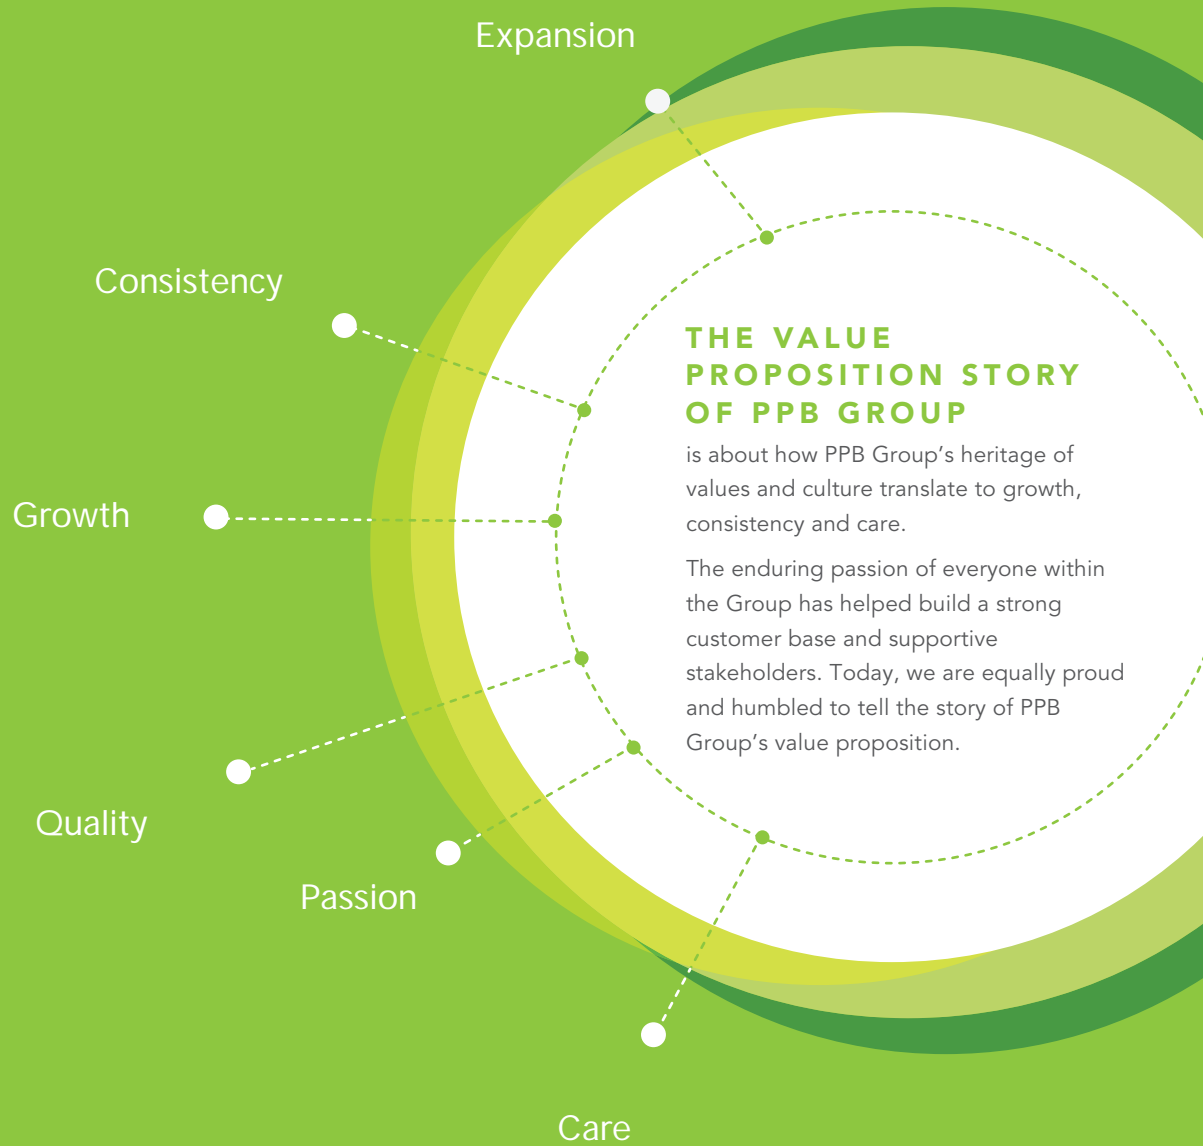 Expansion
Consistency
Growth
Quality
Passion
Care
THE VALUE
PROPOSITION STORY
OF PPB GROUP
is about how PPB Group’s heritage of
values and culture translate to growth,
consistency and care.
The enduring passion of everyone within
the Group has helped build a strong
customer base and supportive
stakeholders. Today, we are equally proud
and humbled to tell the story of PPB
Group’s value proposition.